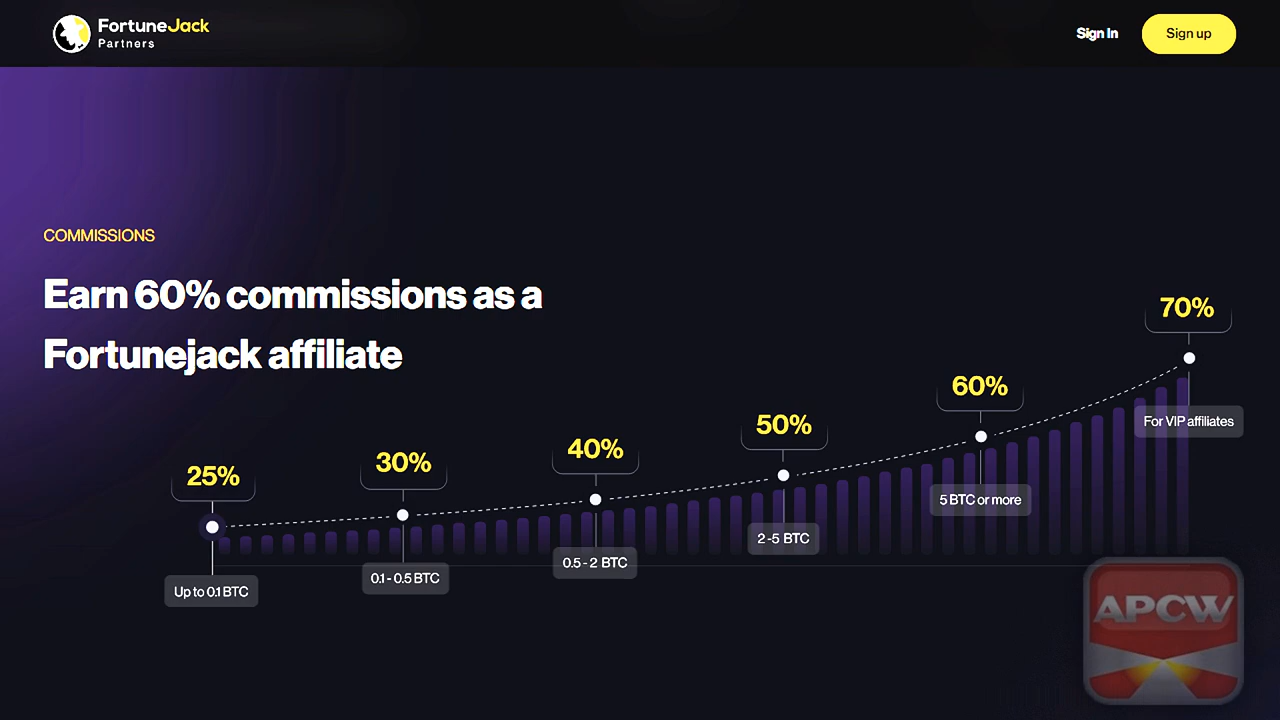 FortuneJack
Partners
Sign In
Sign up
COMMISSIONS
Earn 60% commissions as a
Fortunejack affiliate
25%
30%
40%
50%
60%
70%
Up to 0.1 BTC
0.1 - 0.5 BTC
0.5 - 2 BTC
2 -5 BTC
5 BTC or more
For VIP affiliates
APCW